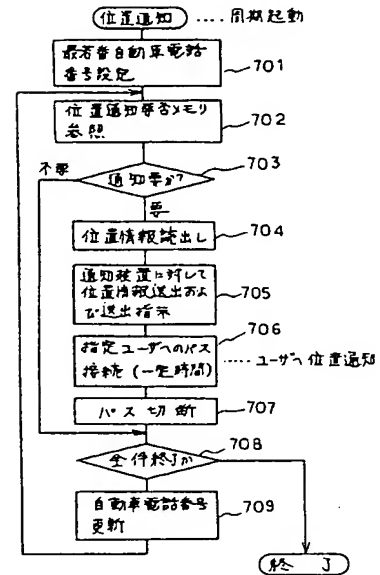 位置通知 ‥‥ 周期起動
最若番自動車電話
番号設定
701
位置通知要否メモリ
参照
702
703
不要
通知要か?
要
位置情報読出し
704
通知装置に対して
位置情報送出およ
び送出指示
705
706
指定ユーザへのパス
接続(一定時間)
‥‥‥ ユーザへ位置通知
パス切断
707
708
全件終了か
自動車電話番号
更新
709
終了